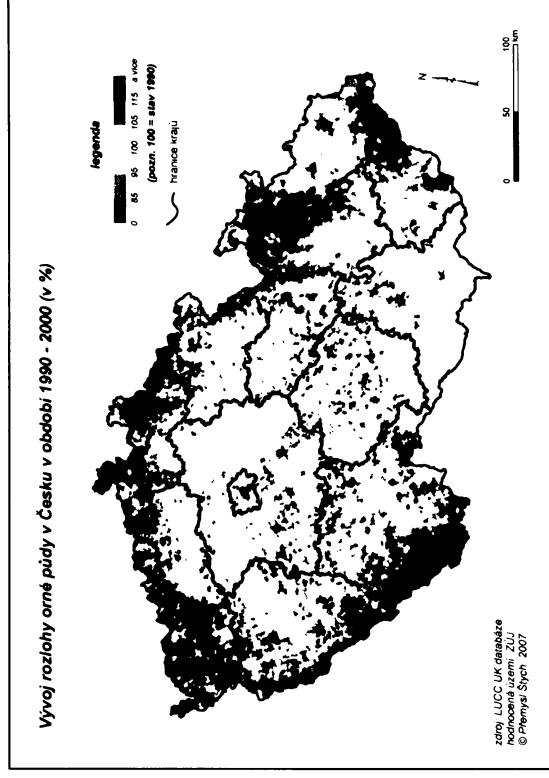 Vývoj rozlohy orné půdy v Česku v období 1990 - 2000 (v %)
legenda
0 85 95 100 105 115 a více
(pozn. 100 = stav 1990)
hranice krajů
N
0 50 100 km
zdroj LUCC UK databáze
hodnocená území ZÚJ
© Přemysl Štych 2007